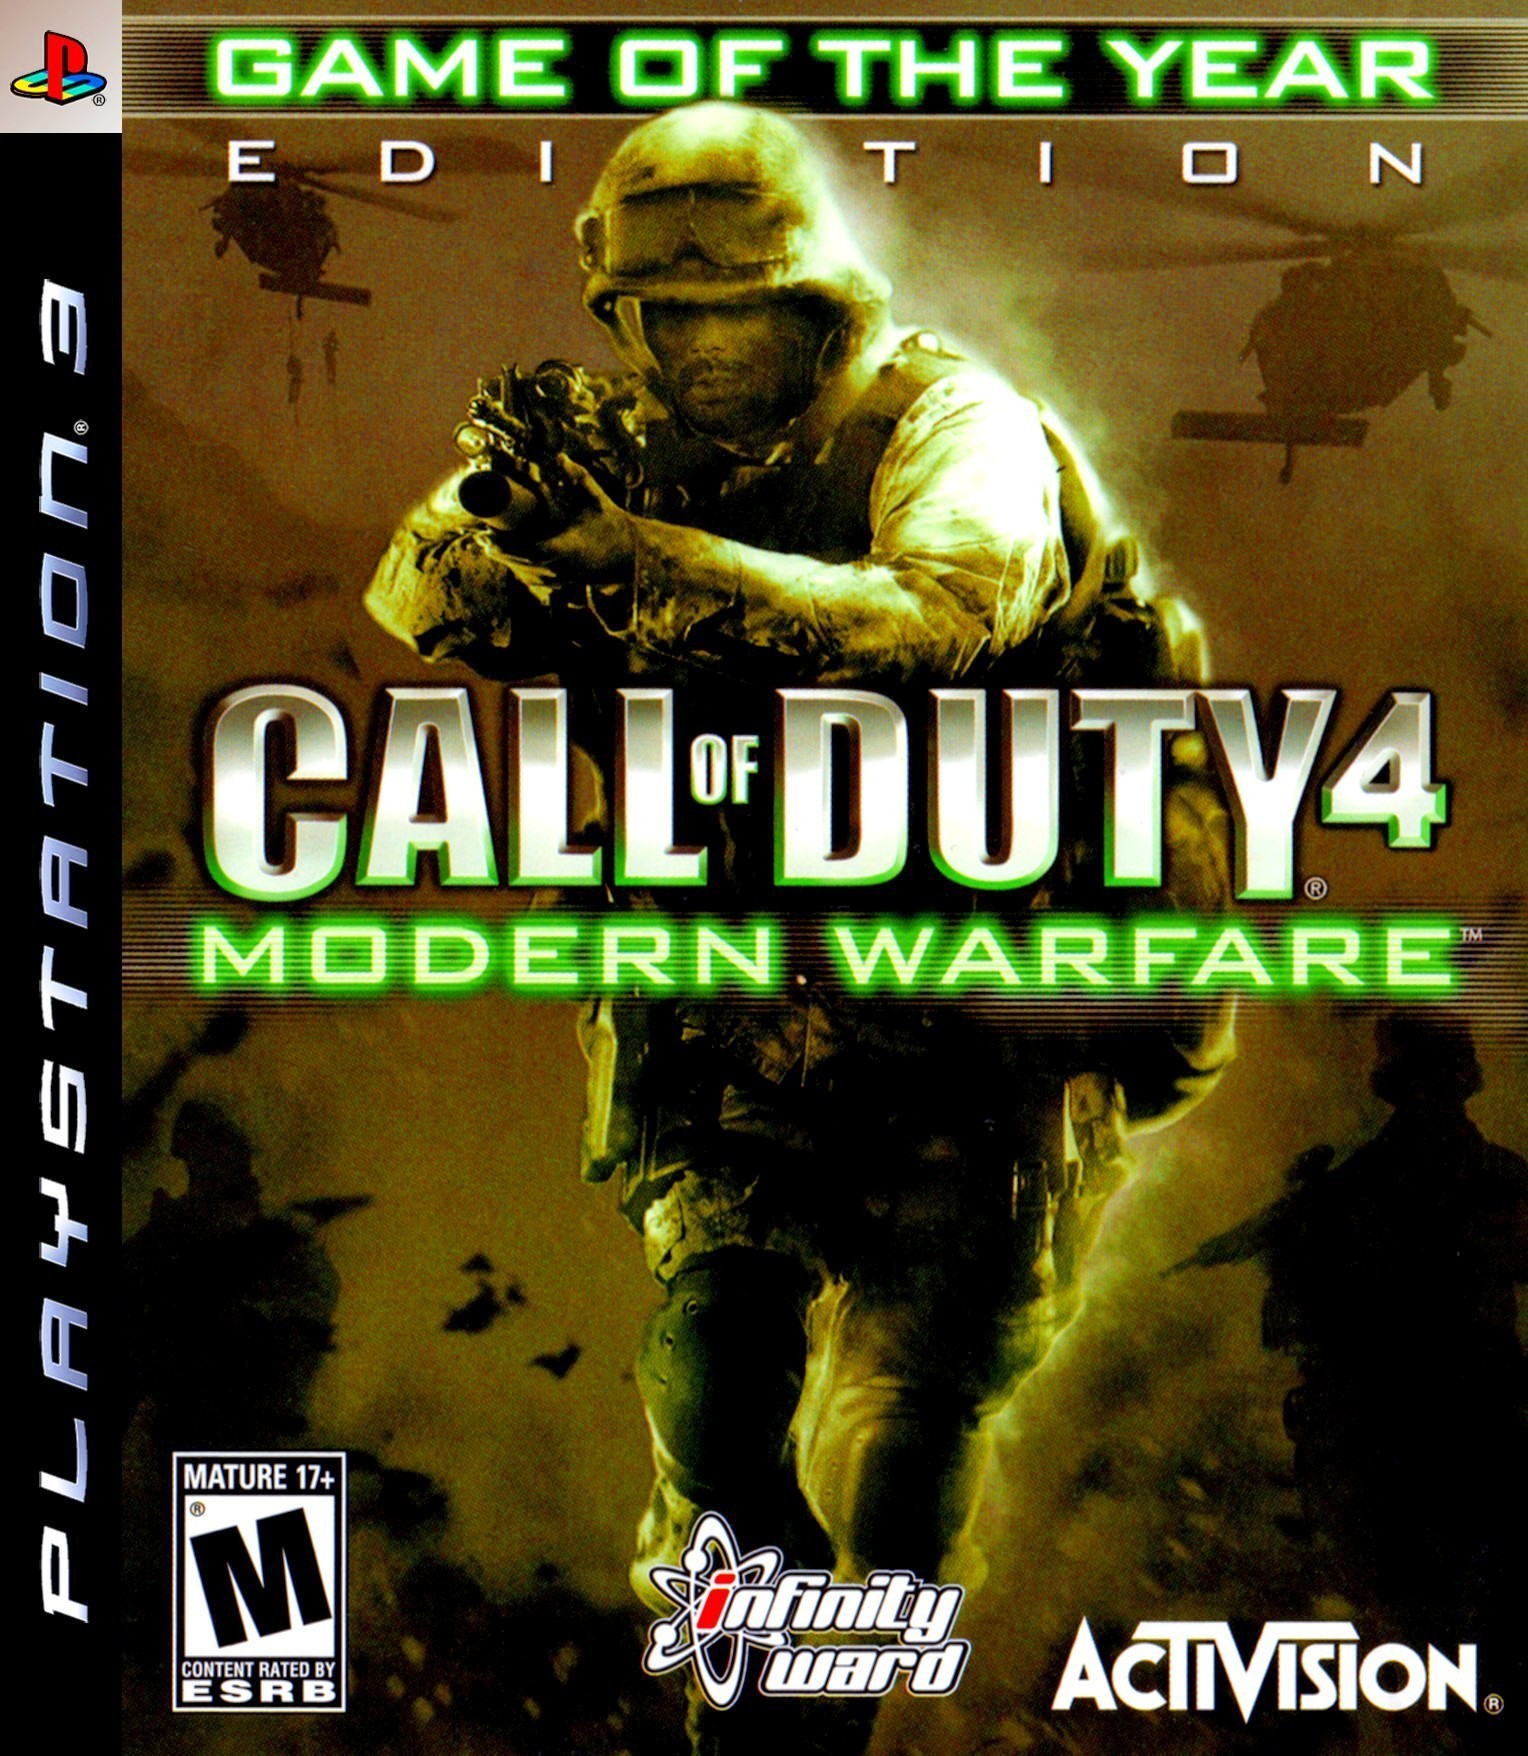 GAME OF THE YEAR
EDITION
PLAYSTATION®3
CALL OF DUTY 4®
MODERN WARFARE™
MATURE 17+
M®
CONTENT RATED BY
ESRB
infinity
ward
ACTIVISION®